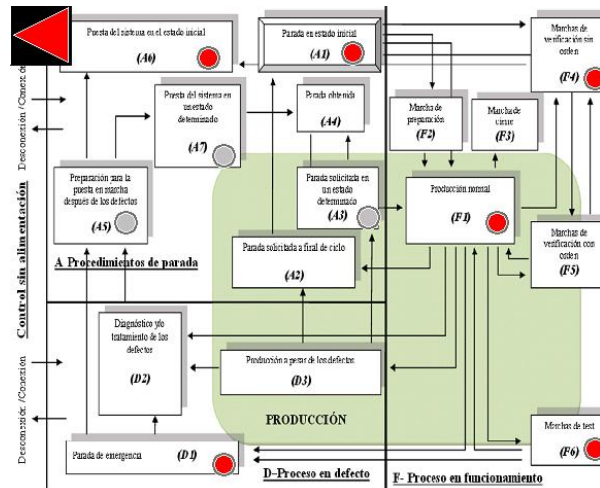 Puesta del sistema en el estado inicial
(A6)
Parada en estado inicial
(A1)
Marchas de
verificación sin
orden
(F4)
Puesta del sistema en
un estado
determinado
(A7)
Parada obtenida
(A4)
Marcha de
preparación
(F2)
Marcha de
cierre
(F3)
Desconexión /Conexión
Preparación para la
puesta en marcha
después de los defectos
(A5)
Parada solicitada en
un estado
determinado
(A3)
Producción normal
(F1)
Control sin alimentación
A Procedimientos de parada
Parada solicitada a final de ciclo
(A2)
Marchas de
verificación con
orden
(F5)
Diagnóstico y/o
tratamiento de los
defectos
(D2)
Producción a pesar de los defectos
(D3)
Desconexión /Conexión
PRODUCCIÓN
Parada de emergencia (D1)
Marchas de test
(F6)
D-Proceso en defecto
F- Proceso en funcionamiento